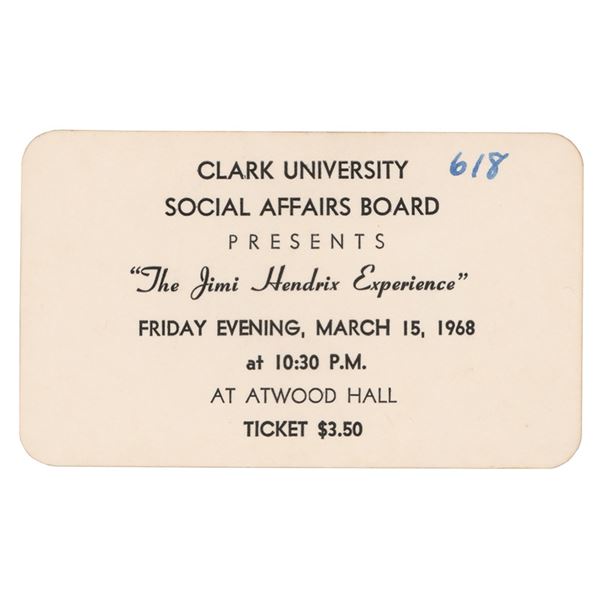 CLARK UNIVERSITY 618
SOCIAL AFFAIRS BOARD
PRESENTS
"The Jimi Hendrix Experience"
FRIDAY EVENING, MARCH 15, 1968
at 10:30 P.M.
AT ATWOOD HALL
TICKET $3.50